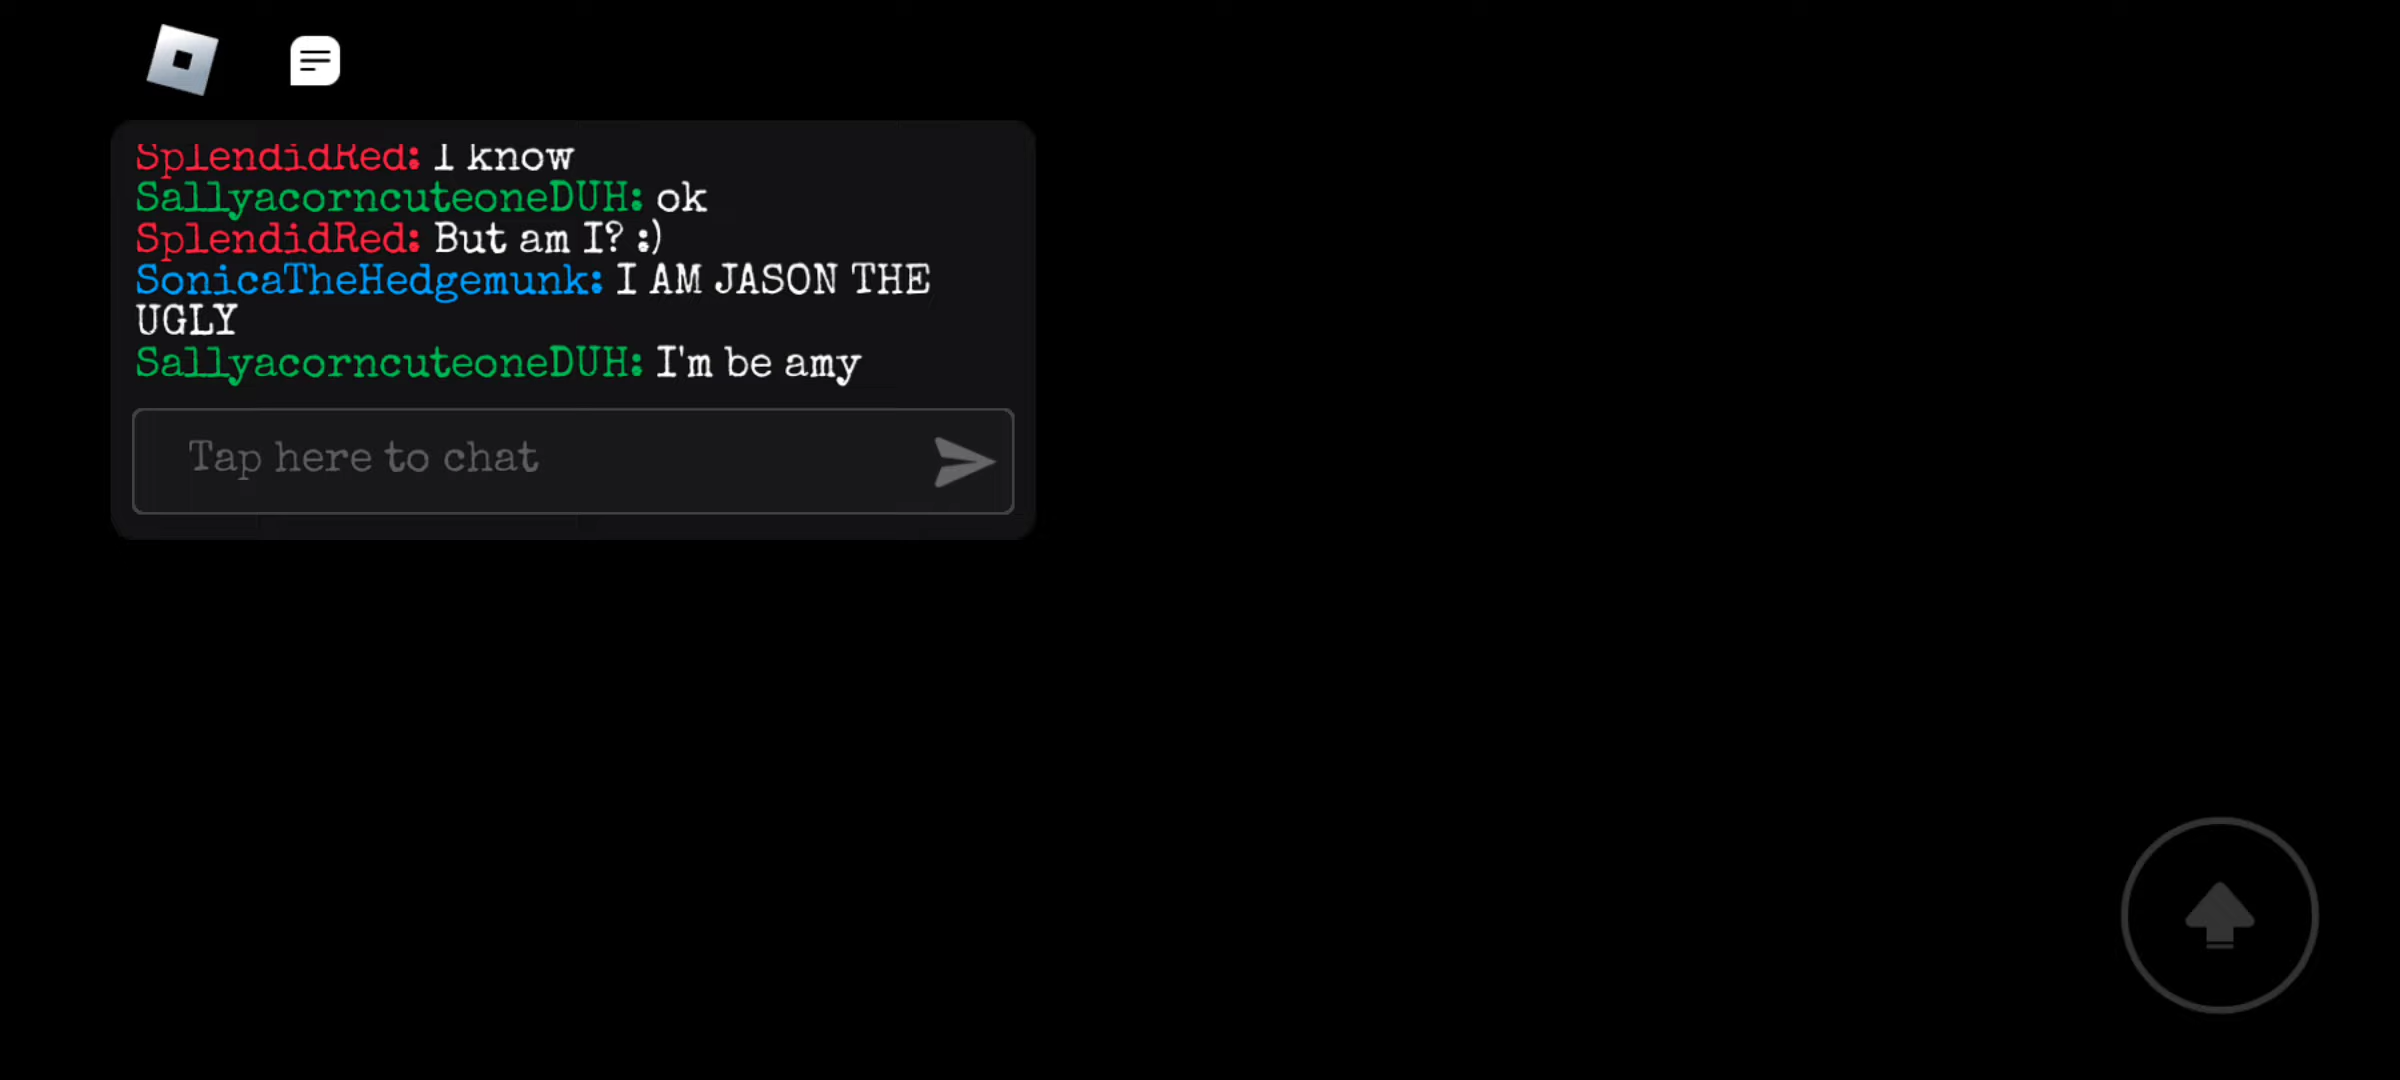 SplendidRed: I know
SallyacorncuteoneDUH: ok
SplendidRed: But am I? :)
SonicaTheHedgemunk: I AM JASON THE
UGLY
SallyacorncuteoneDUH: I'm be amy
Tap here to chat